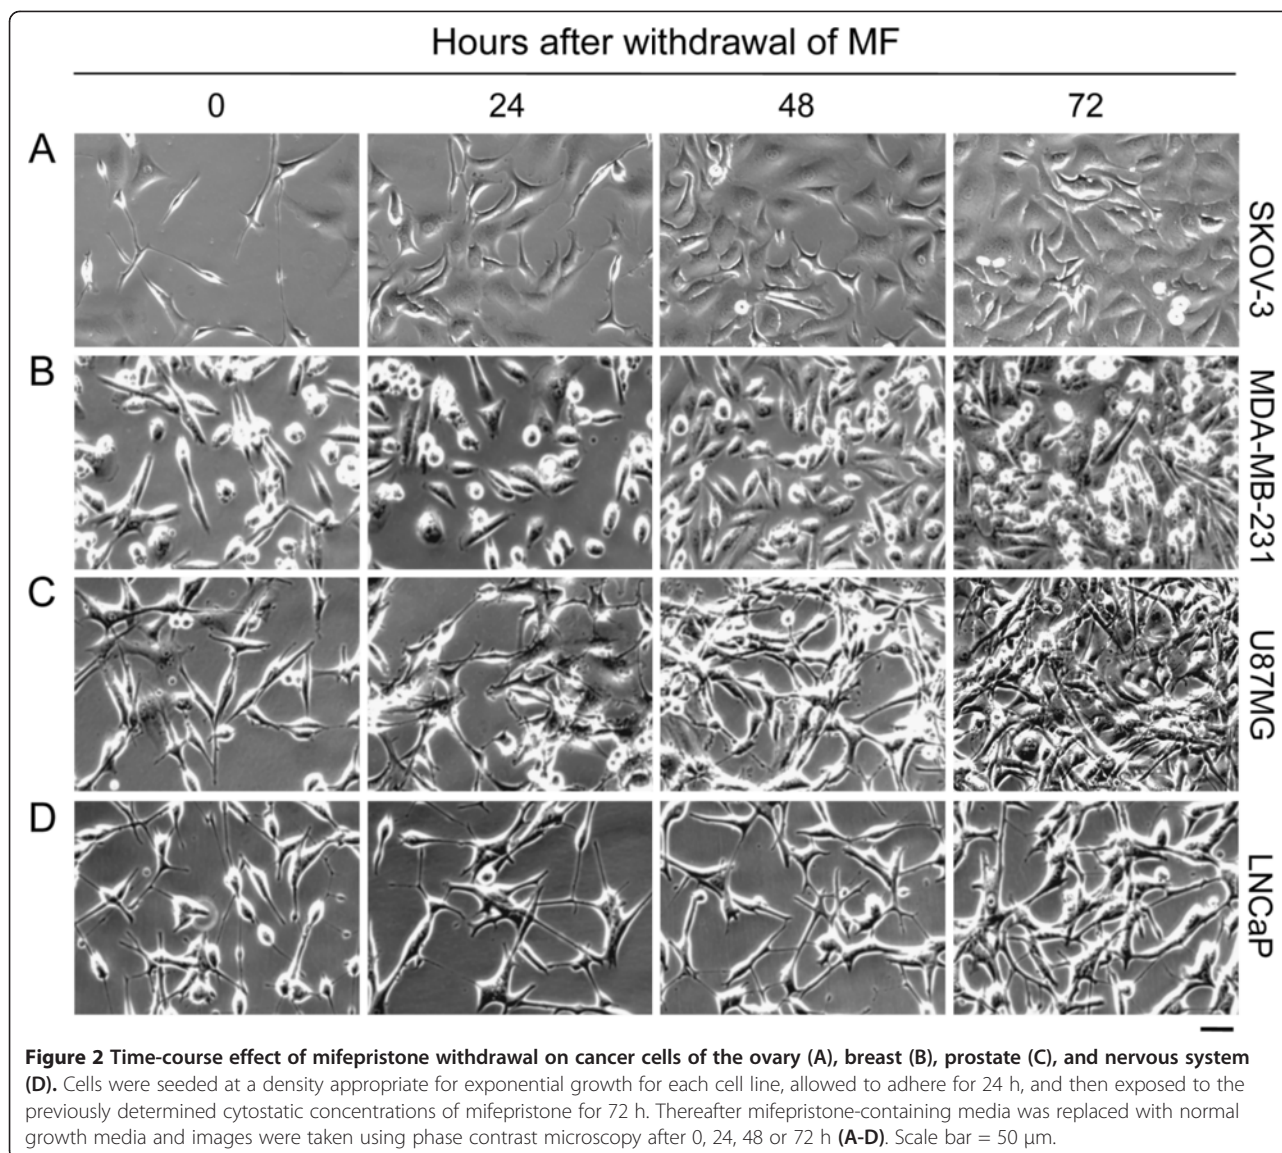 Hours after withdrawal of MF
0 24 48 72
A
SKOV-3
B
MDA-MB-231
C
U87MG
D
LNCaP
Figure 2 Time-course effect of mifepristone withdrawal on cancer cells of the ovary (A), breast (B), prostate (C), and nervous system
(D). Cells were seeded at a density appropriate for exponential growth for each cell line, allowed to adhere for 24 h, and then exposed to the
previously determined cytostatic concentrations of mifepristone for 72 h. Thereafter mifepristone-containing media was replaced with normal
growth media and images were taken using phase contrast microscopy after 0, 24, 48 or 72 h (A-D). Scale bar = 50 μm.